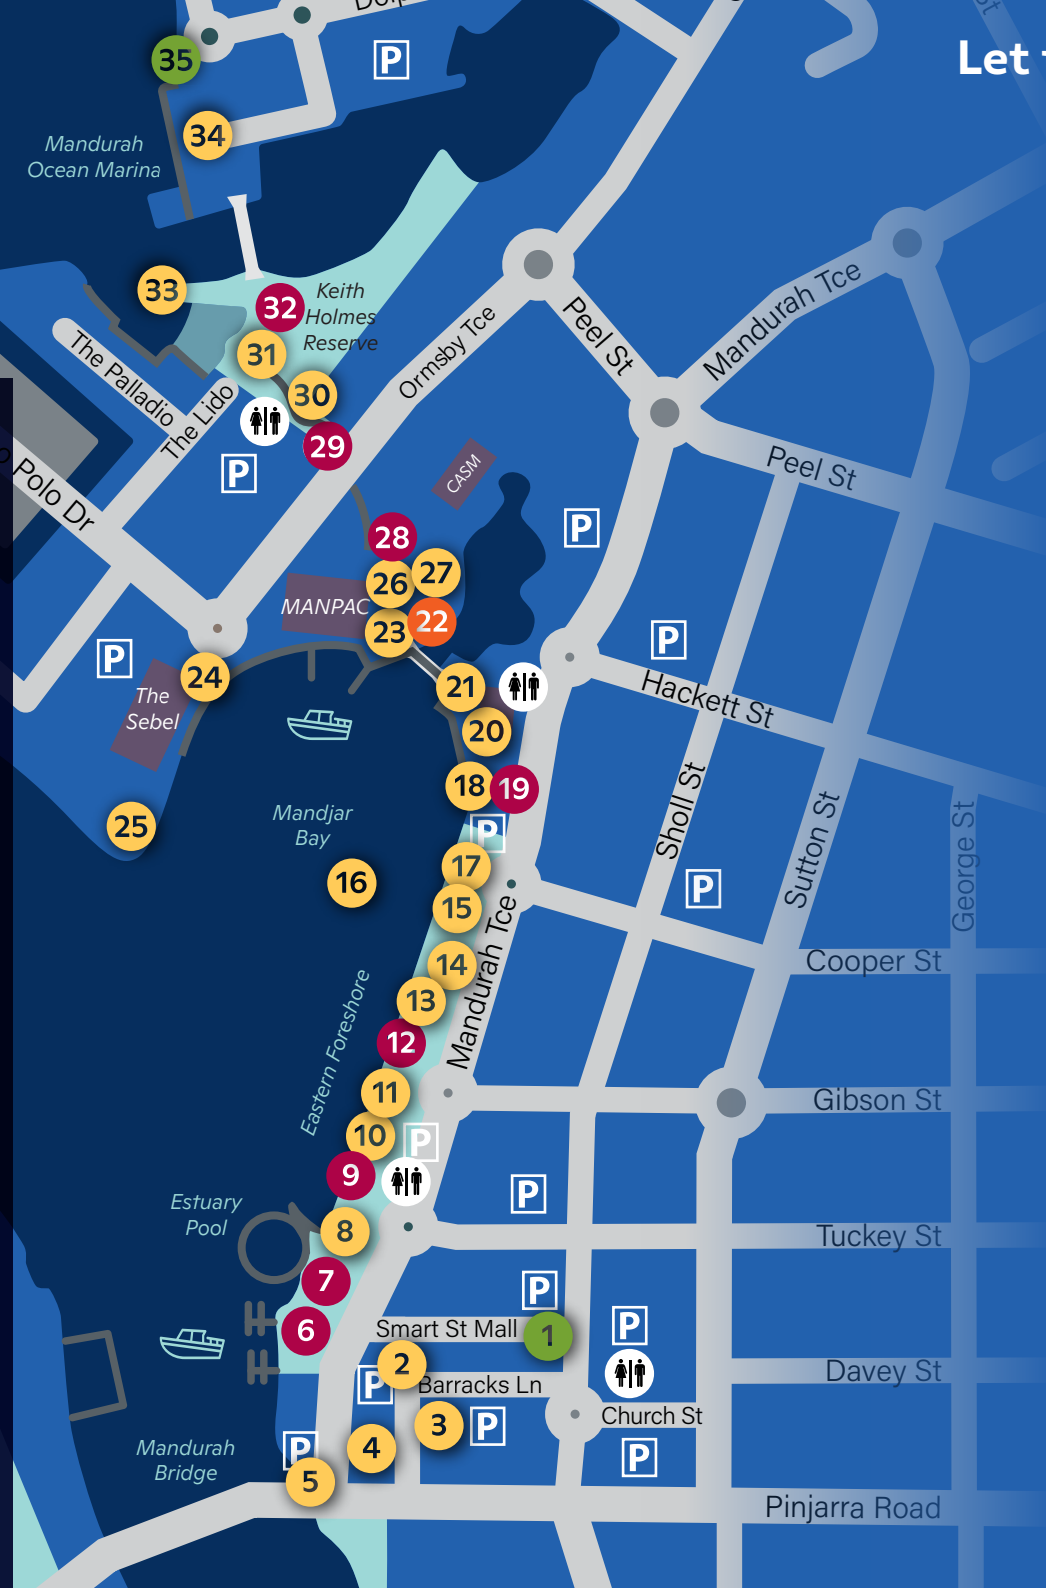 Dolp
St
P
35
Let
34
Mandurah
Ocean Marina
33
32
Keith
Holmes
Reserve
31
30
29
The Palladio
The Lido
P
o Polo Dr
Ormsby Tce
Peel St
Mandurah Tce
Peel St
CASM
P
28
27
26
22
23
MANPAC
P
24
The
Sebel
21
20
P
Hackett St
18
19
25
Mandjar
Bay
P
17
16
15
P
Sholl St
Sutton St
George St
14
13
12
Mandurah Tce
Cooper St
Eastern Foreshore
11
10
P
Gibson St
9
Estuary
Pool
8
P
Tuckey St
7
P
6
Smart St Mall
1
P
2
P
Barracks Ln
Davey St
3
P
Church St
4
P
Mandurah
Bridge
P
5
Pinjarra Road